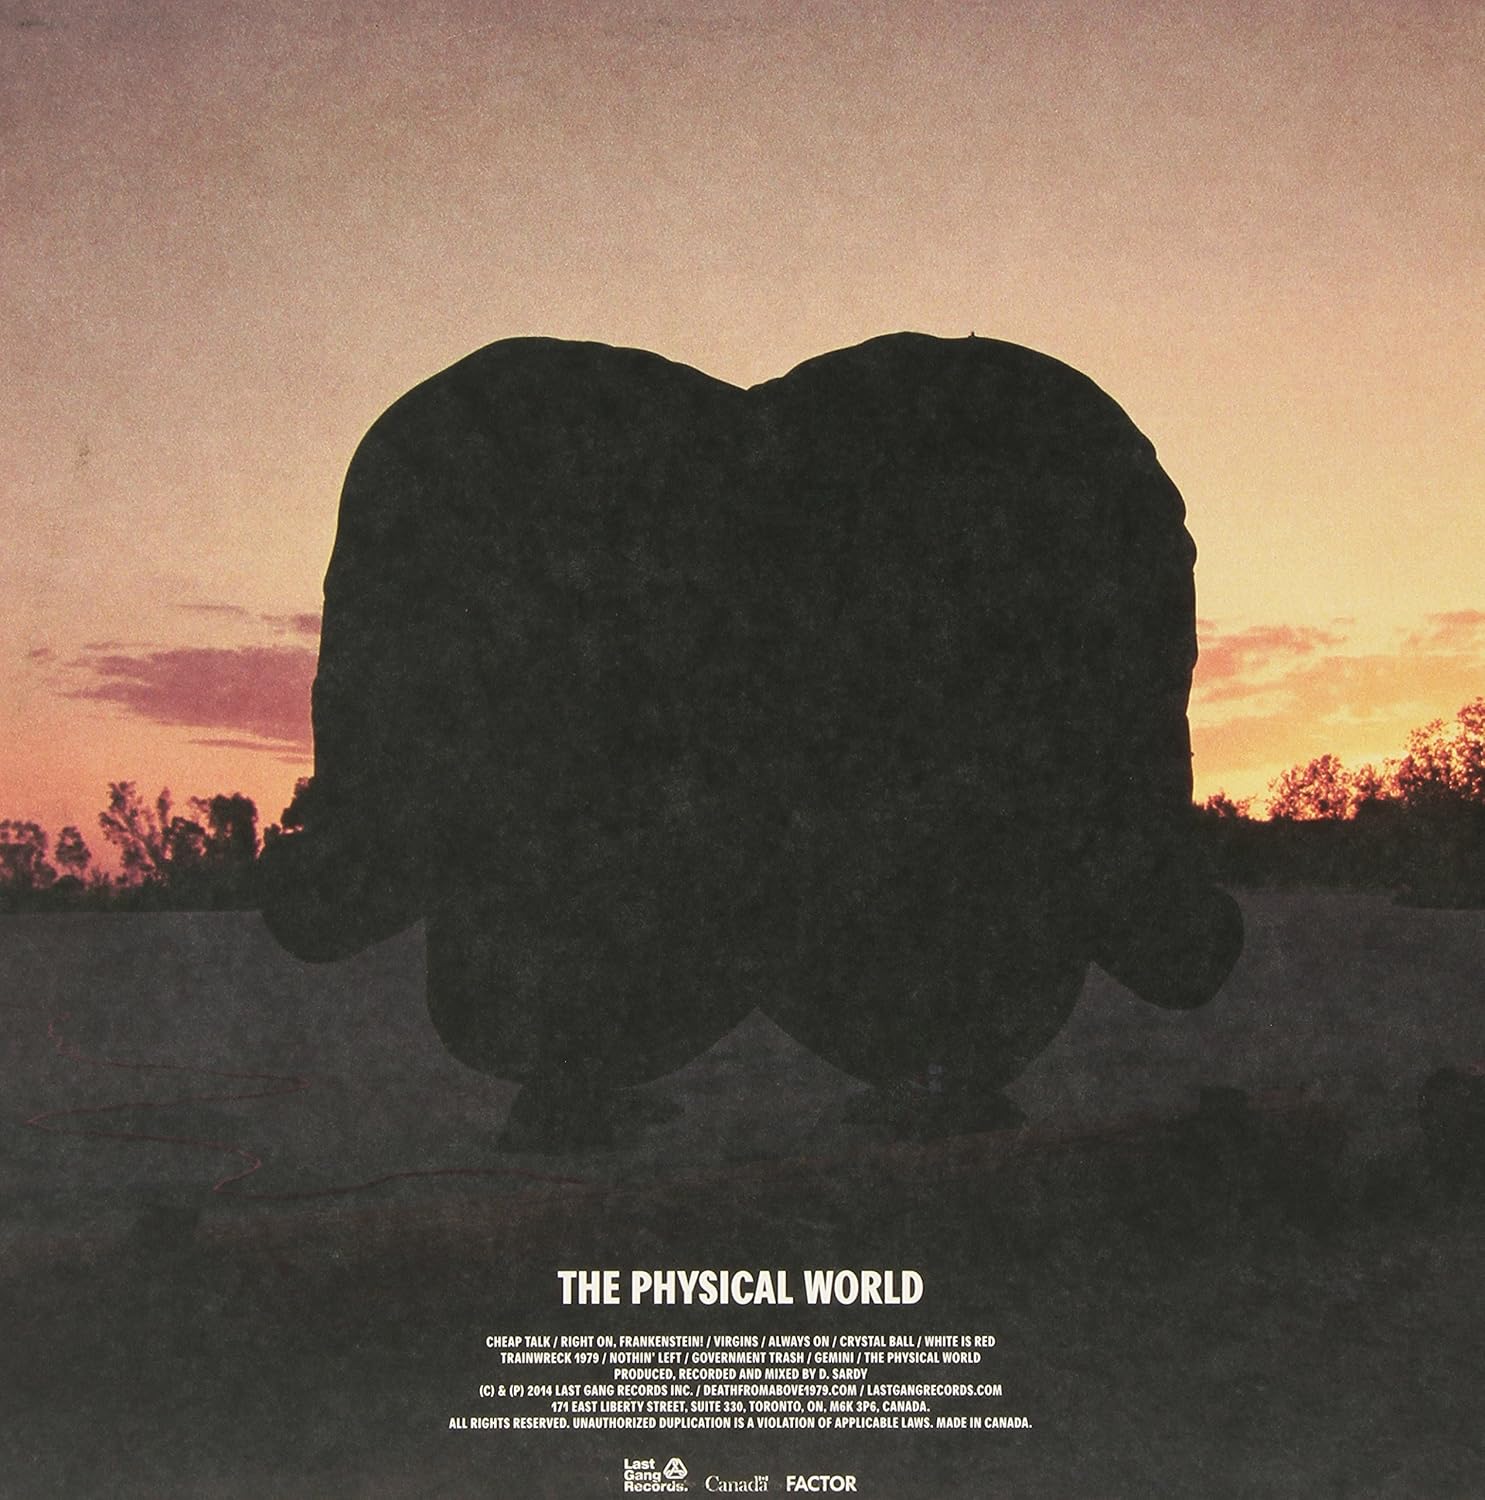 THE PHYSICAL WORLD
CHEAP TALK / RIGHT ON, FRANKENSTEIN! / VIRGINS / ALWAYS ON / CRYSTAL BALL / WHITE IS RED
TRAINWRECK 1979 / NOTHIN' LEFT / GOVERNMENT TRASH / GEMINI / THE PHYSICAL WORLD
PRODUCED, RECORDED AND MIXED BY D. SARDY
(C) & (P) 2014 LAST GANG RECORDS INC. / DEATHFROMABOVE1979.COM / LASTGANGRECORDS.COM
171 EAST LIBERTY STREET, SUITE 330, TORONTO, ON, M6K 3P6, CANADA.
ALL RIGHTS RESERVED. UNAUTHORIZED DUPLICATION IS A VIOLATION OF APPLICABLE LAWS. MADE IN CANADA.
Last
Gang
Records.
Canada
FACTOR